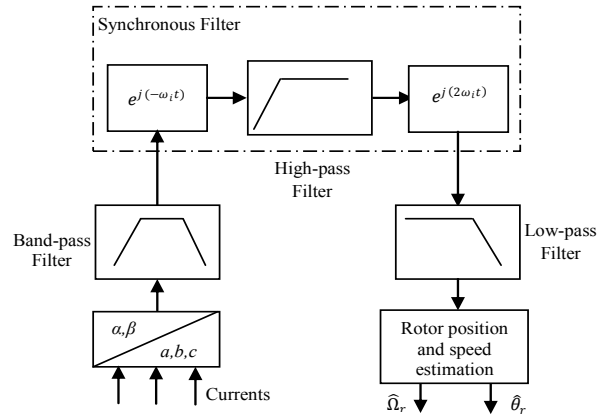 Synchronous Filter
e^{j(-ω_i t)}
e^{j(2ω_i t)}
High-pass
Filter
Band-pass
Filter
Low-pass
Filter
α,β
a,b,c
Rotor position
and speed
estimation
Currents
Ω̂_r
θ̂_r